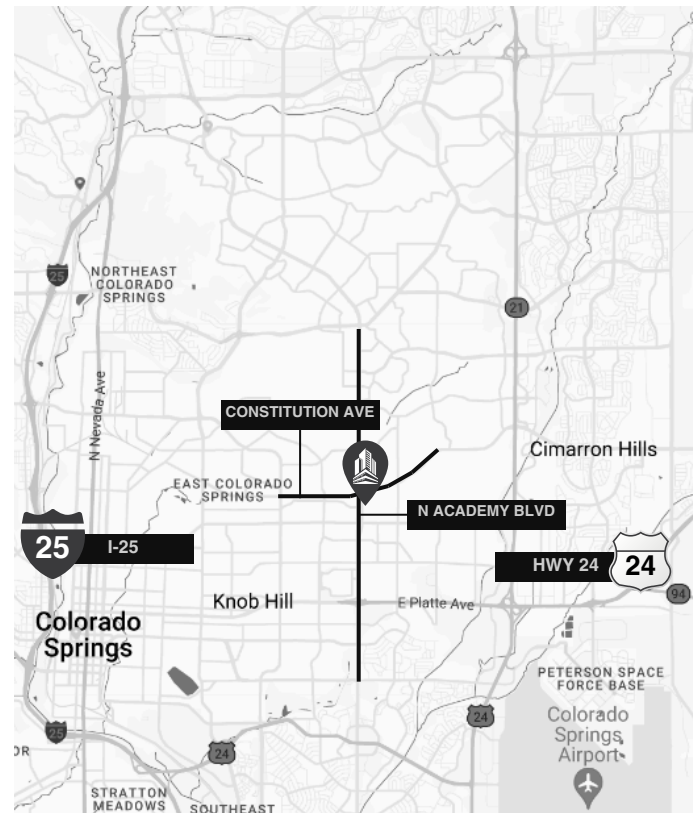 25
NORTHEAST
COLORADO
SPRINGS
21
N Nevada Ave
CONSTITUTION AVE
Cimarron Hills
EAST COLORADO
SPRINGS
N ACADEMY BLVD
25
I-25
HWY 24
24
94
Knob Hill
E Platte Ave
Colorado
Springs
PETERSON SPACE
FORCE BASE
24
Colorado
Springs
Airport
25
OR
24
STRATTON
MEADOWS
SOUTHEAST